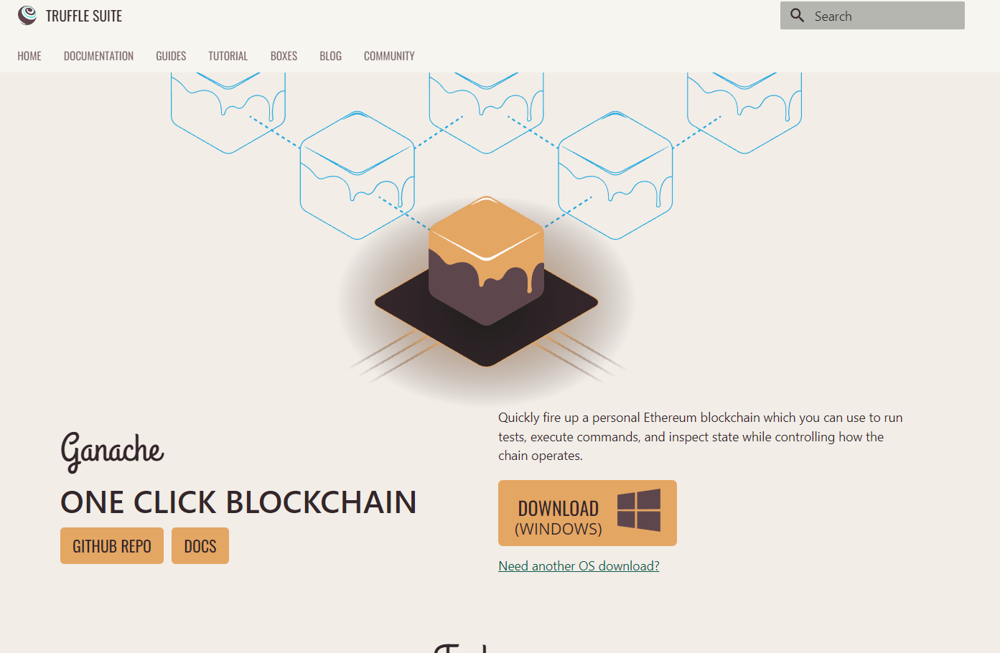 TRUFFLE SUITE
Search
HOME DOCUMENTATION GUIDES TUTORIAL BOXES BLOG COMMUNITY
Quickly fire up a personal Ethereum blockchain which you can use to run
tests, execute commands, and inspect state while controlling how the
chain operates.
Ganache
ONE CLICK BLOCKCHAIN
GITHUB REPO DOCS
DOWNLOAD
(WINDOWS)
Need another OS download?